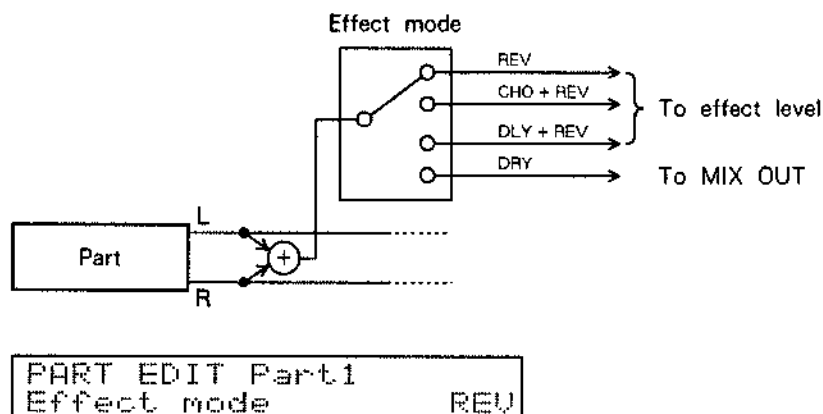 Effect mode
REV
CHO + REV
To effect level
DLY + REV
DRY
To MIX OUT
L
Part
+
R
PART EDIT Part1
Effect mode REV